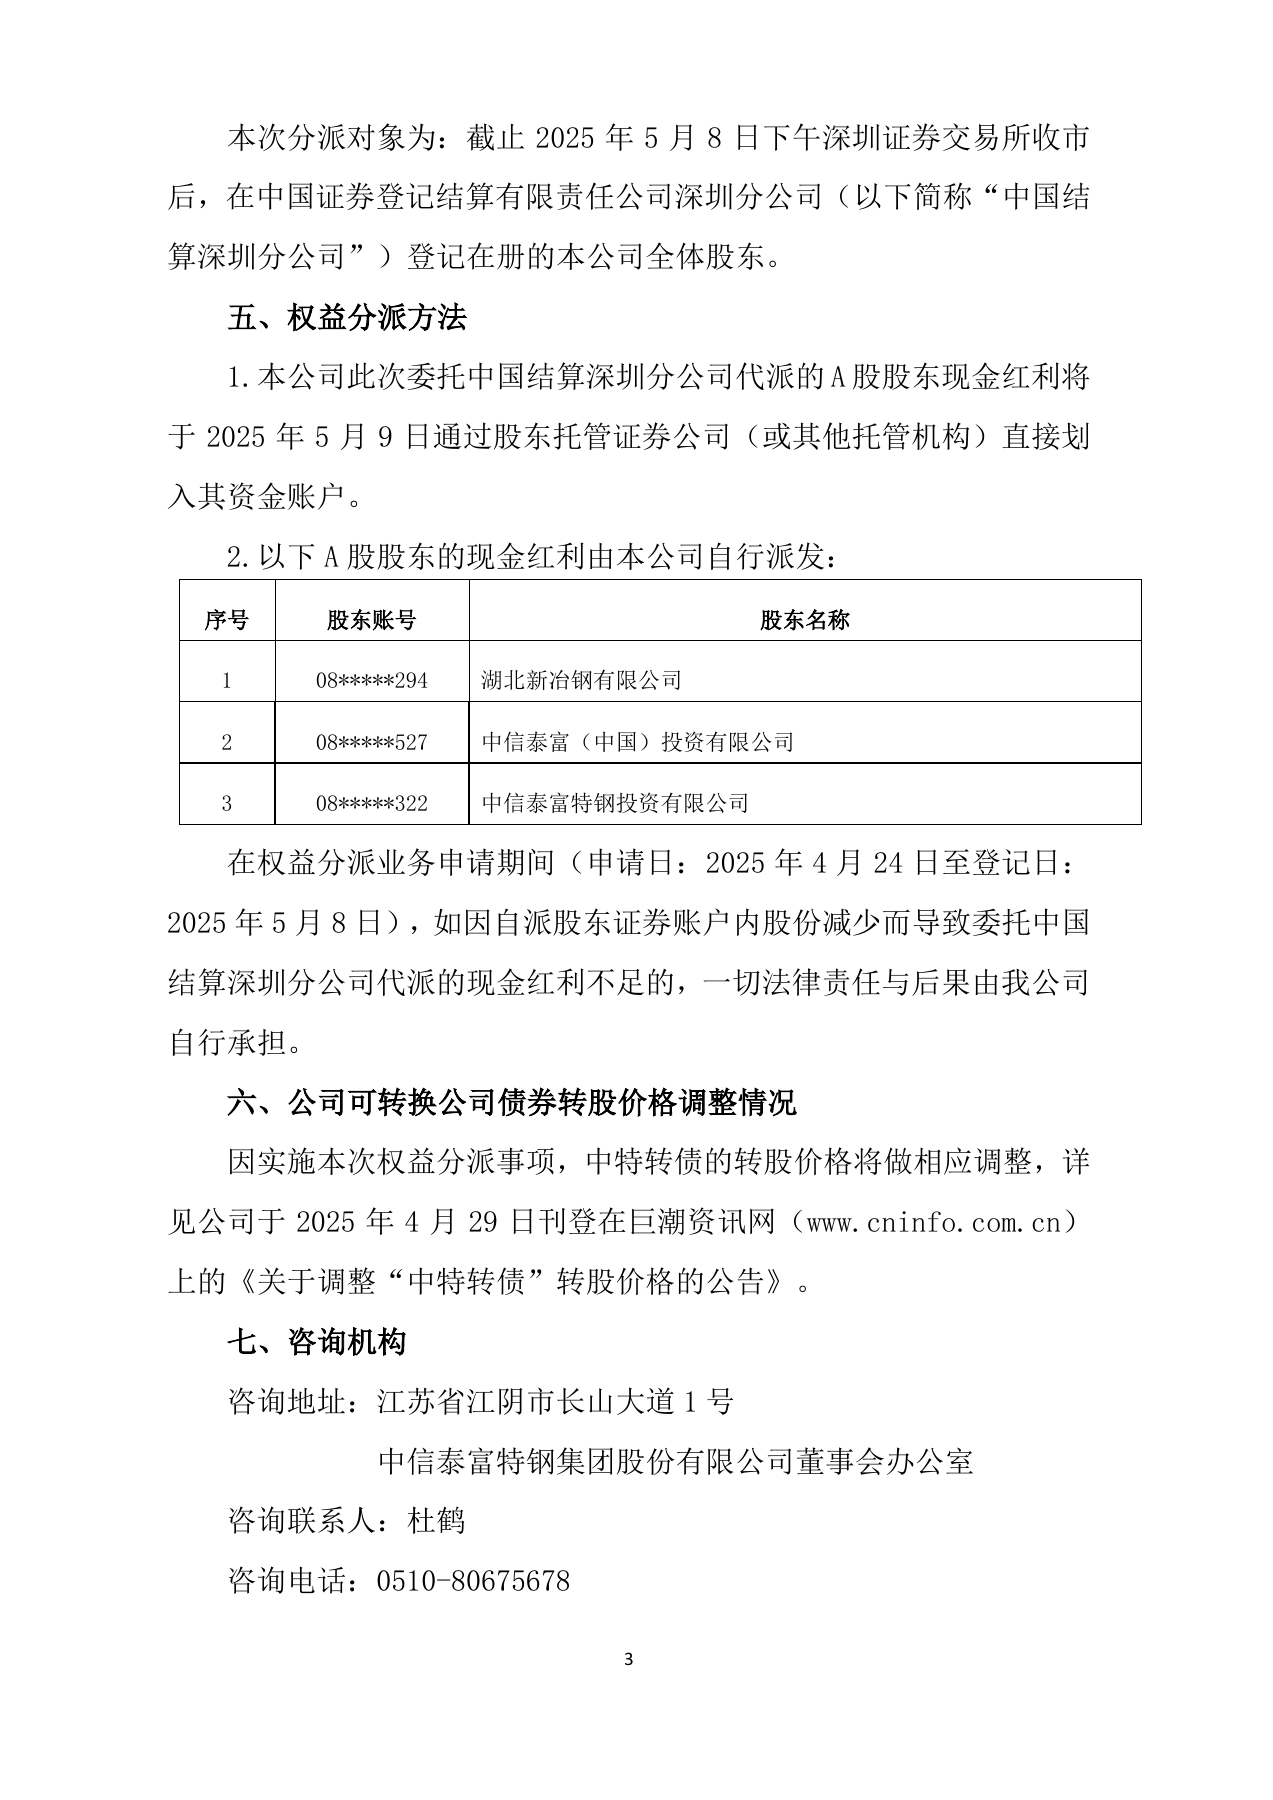 本次分派对象为：截止 2025 年 5 月 8 日下午深圳证券交易所收市
后，在中国证券登记结算有限责任公司深圳分公司（以下简称“中国结
算深圳分公司”）登记在册的本公司全体股东。
五、权益分派方法
1.本公司此次委托中国结算深圳分公司代派的 A 股股东现金红利将
于 2025 年 5 月 9 日通过股东托管证券公司（或其他托管机构）直接划
入其资金账户。
2.以下 A 股股东的现金红利由本公司自行派发：
序号 股东账号 股东名称
1 08*****294 湖北新冶钢有限公司
2 08*****527 中信泰富（中国）投资有限公司
3 08*****322 中信泰富特钢投资有限公司
在权益分派业务申请期间（申请日：2025 年 4 月 24 日至登记日：
2025 年 5 月 8 日），如因自派股东证券账户内股份减少而导致委托中国
结算深圳分公司代派的现金红利不足的，一切法律责任与后果由我公司
自行承担。
六、公司可转换公司债券转股价格调整情况
因实施本次权益分派事项，中特转债的转股价格将做相应调整，详
见公司于 2025 年 4 月 29 日刊登在巨潮资讯网（www.cninfo.com.cn）
上的《关于调整“中特转债”转股价格的公告》。
七、咨询机构
咨询地址：江苏省江阴市长山大道 1 号
中信泰富特钢集团股份有限公司董事会办公室
咨询联系人：杜鹤
咨询电话：0510-80675678
3